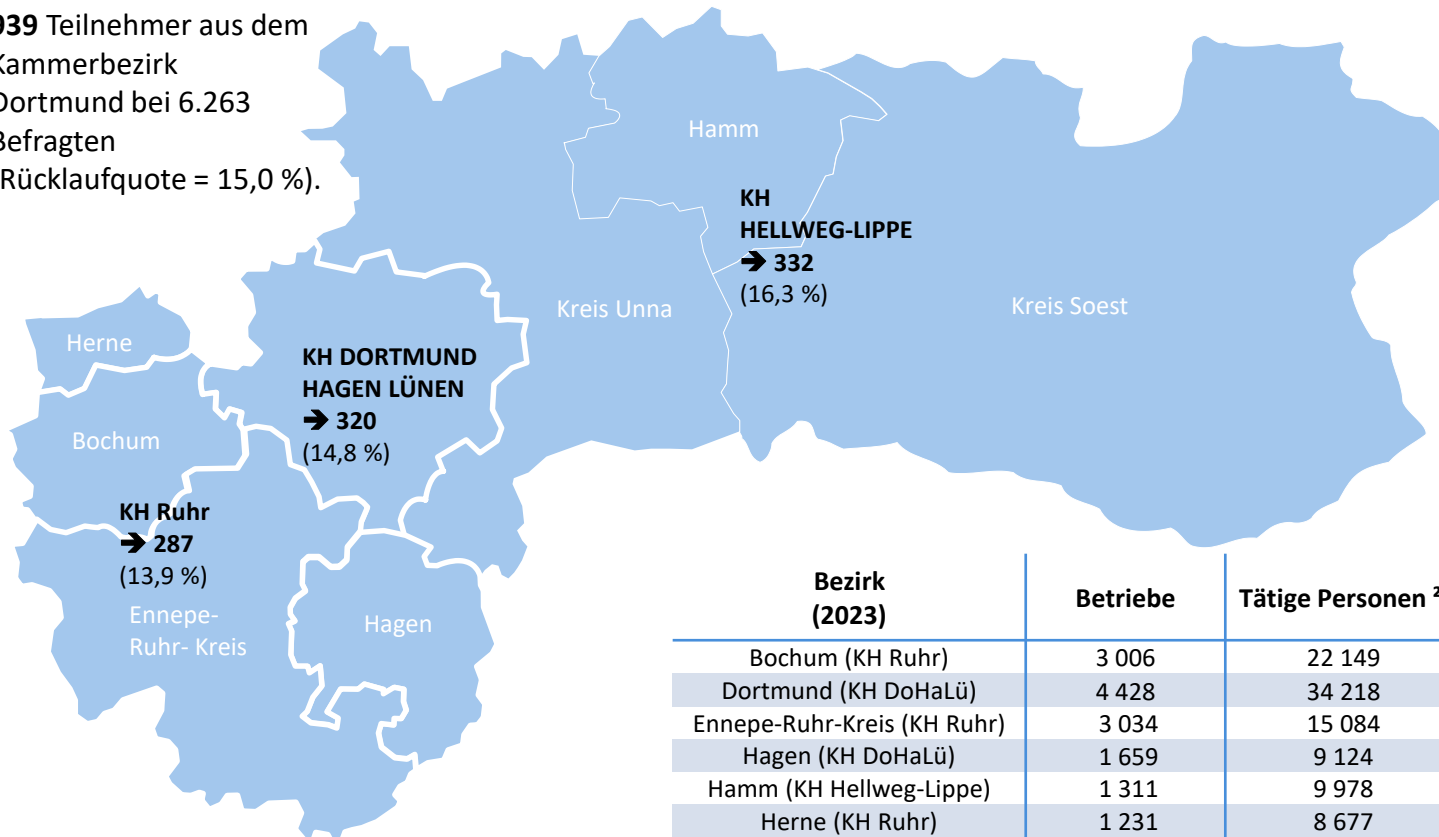 939 Teilnehmer aus dem
Kammerbezirk
Dortmund bei 6.263
Befragten
(Rücklaufquote = 15,0 %).
Hamm
KH
HELLWEG-LIPPE
➔ 332
(16,3 %)
Kreis Unna
Kreis Soest
Herne
KH DORTMUND
HAGEN LÜNEN
➔ 320
(14,8 %)
Bochum
KH Ruhr
➔ 287
(13,9 %)
Ennepe-
Ruhr- Kreis
Hagen
Bezirk
(2023)
Betriebe
Tätige Personen ²
Bochum (KH Ruhr) 3 006 22 149
Dortmund (KH DoHaLü) 4 428 34 218
Ennepe-Ruhr-Kreis (KH Ruhr) 3 034 15 084
Hagen (KH DoHaLü) 1 659 9 124
Hamm (KH Hellweg-Lippe) 1 311 9 978
Herne (KH Ruhr) 1 231 8 677